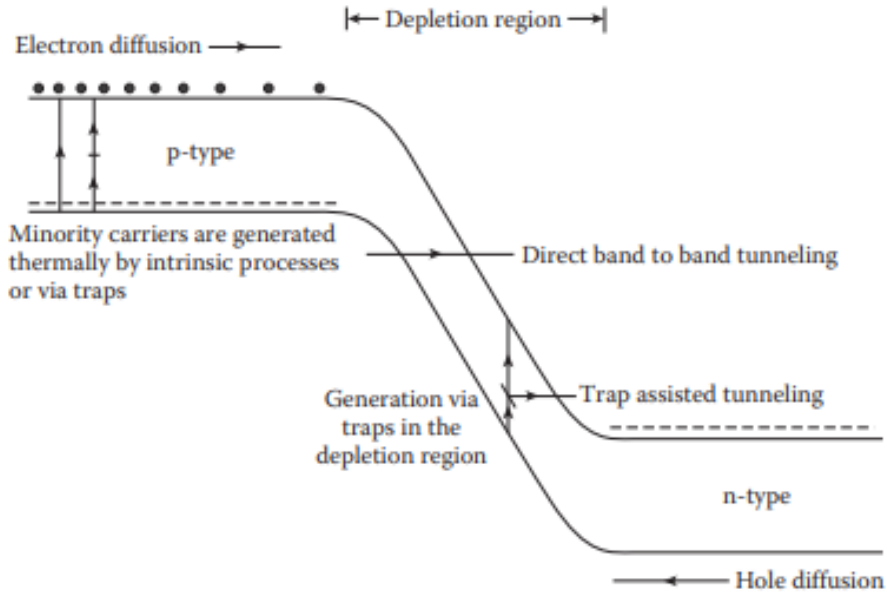 Depletion region
Electron diffusion
p-type
Minority carriers are generated
thermally by intrinsic processes
or via traps
Direct band to band tunneling
Generation via
traps in the
depletion region
Trap assisted tunneling
n-type
Hole diffusion